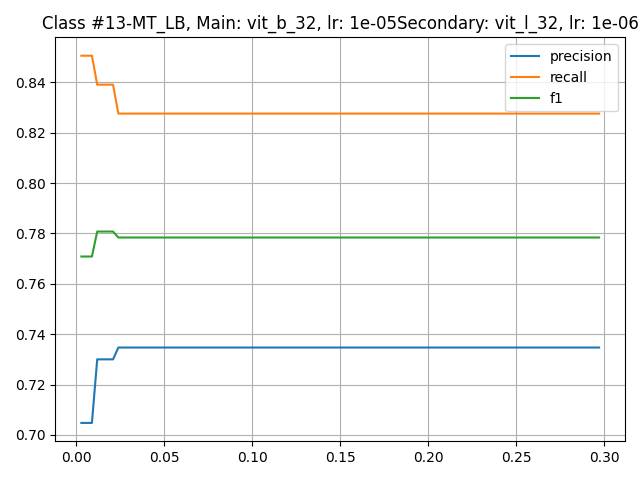 Class #13-MT_LB, Main: vit_b_32, lr: 1e-05Secondary: vit_l_32, lr: 1e-06
precision
recall
f1
0.84
0.82
0.80
0.78
0.76
0.74
0.72
0.70
0.00 0.05 0.10 0.15 0.20 0.25 0.30